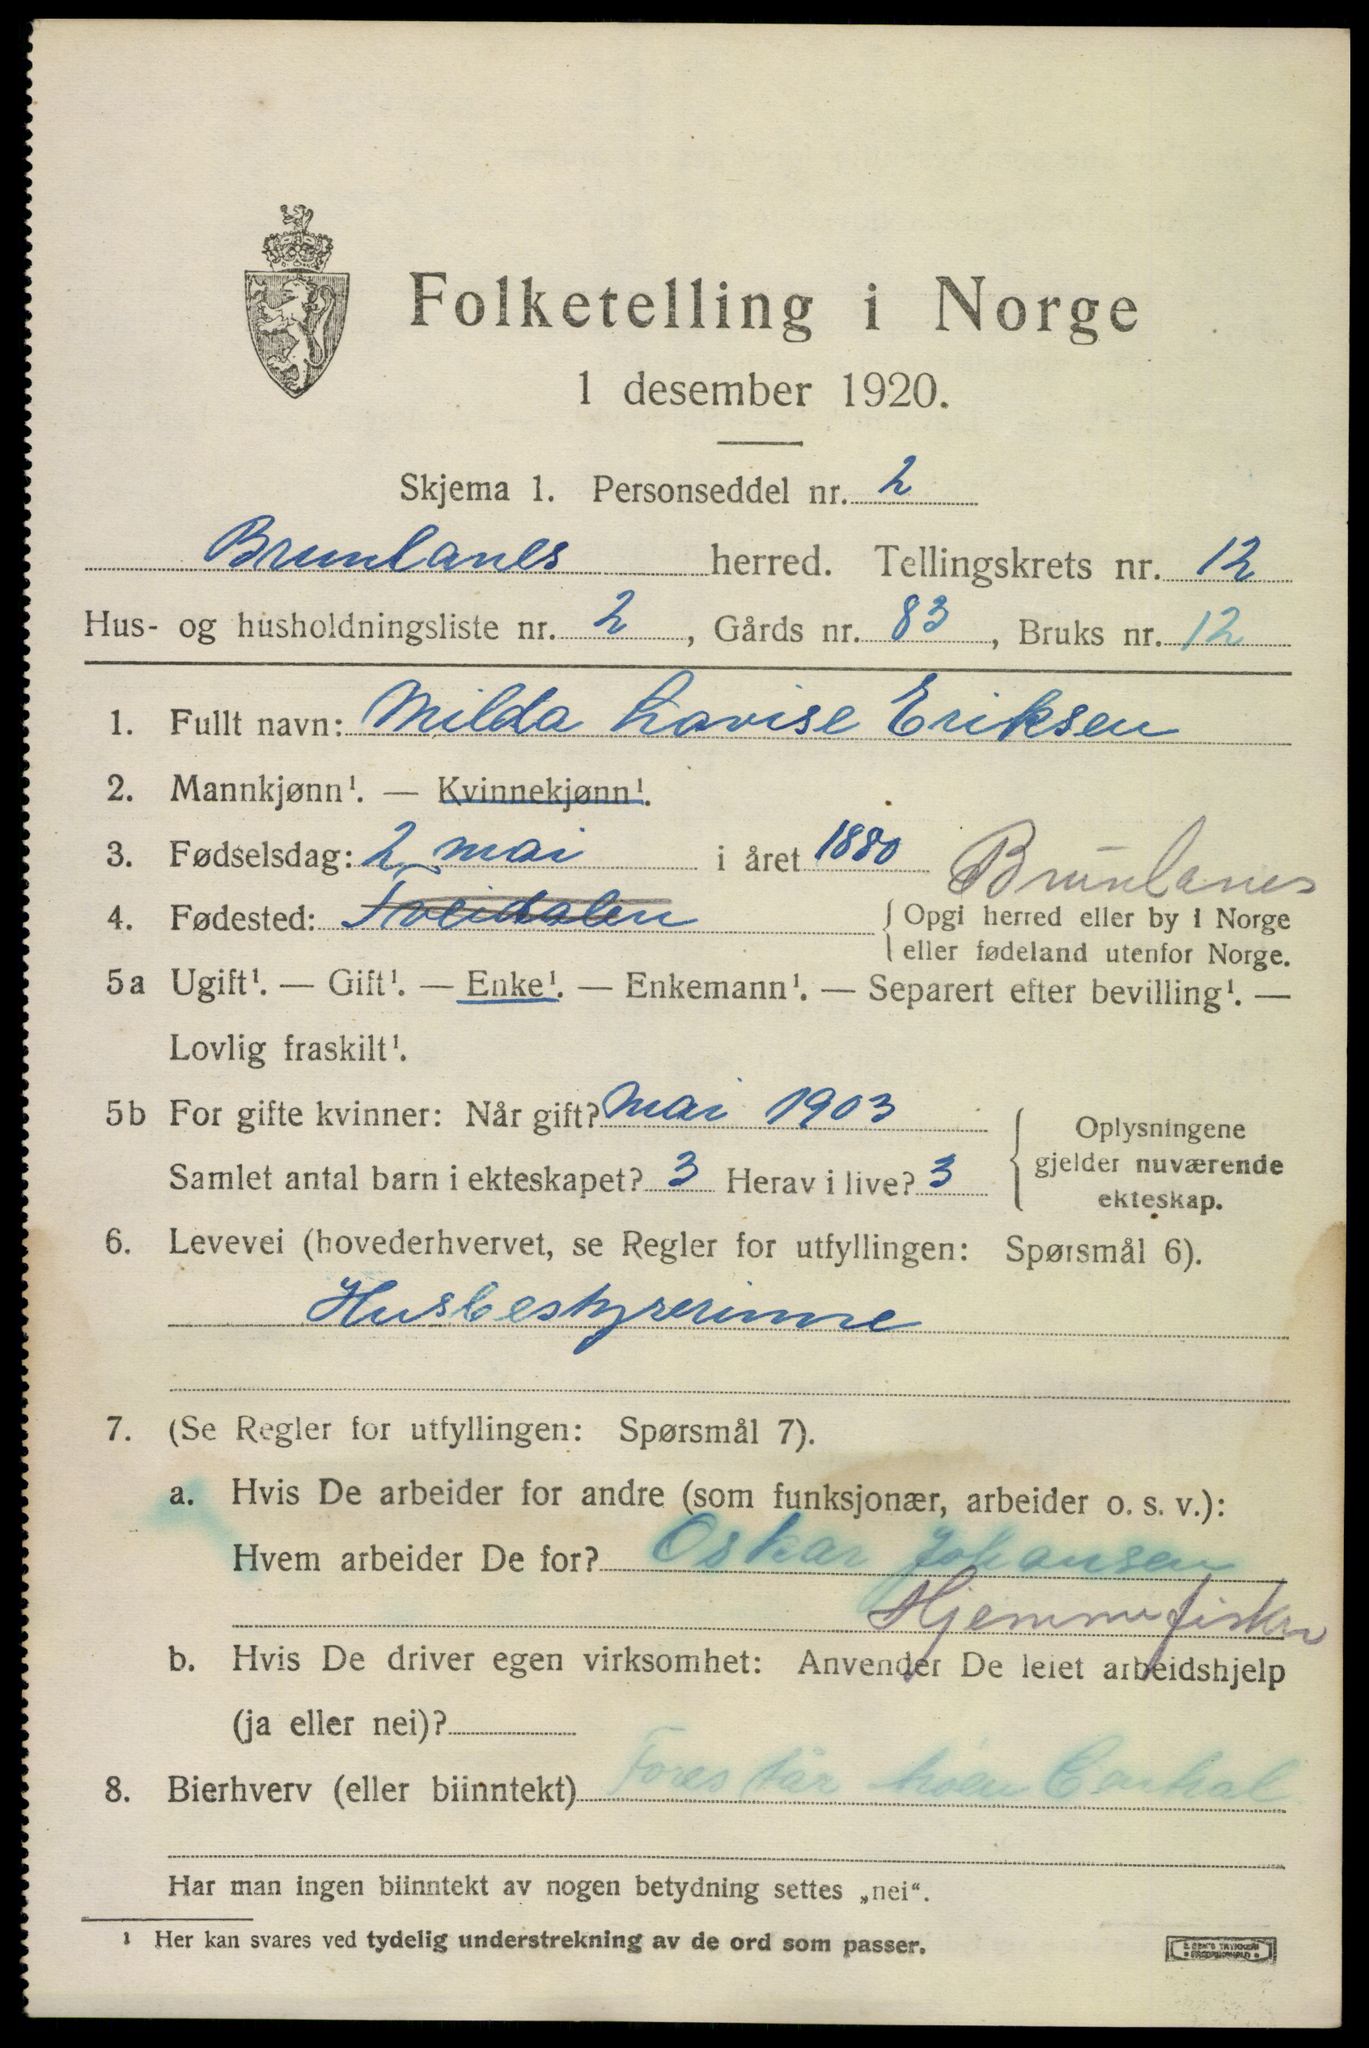 Folketelling i Norge
1 desember 1920.
Skjema 1. Personseddel nr. 2
Brunlanes herred. Tellingskrets nr. 12
Hus- og husholdningsliste nr. 2, Gårds nr. 83, Bruks nr. 12
1. Fullt navn: Milda Lovise Eriksen
2. Mannkjønn¹. — Kvinnekjønn¹.
3. Fødselsdag: 2 mai i året 1880
Brunlanes
4. Fødested: Tveidalen { Opgi herred eller by i Norge
eller fødeland utenfor Norge.
5a Ugift¹. — Gift¹. — Enke¹. — Enkemann¹. — Separert efter bevilling¹. —
Lovlig fraskilt¹.
5b For gifte kvinner: Når gift? mai 1903
Samlet antal barn i ekteskapet? 3 Herav i live? 3
{ Oplysningene
gjelder nuværende
ekteskap.
6. Levevei (hovederhvervet, se Regler for utfyllingen: Spørsmål 6).
Husbestyrerinne
7. (Se Regler for utfyllingen: Spørsmål 7).
a. Hvis De arbeider for andre (som funksjonær, arbeider o. s. v.):
Hvem arbeider De for? Oskar Johansen
Hjemmefisker
b. Hvis De driver egen virksomhet: Anvender De leiet arbeidshjelp
(ja eller nei)?
8. Bierhverv (eller biinntekt) Forestår Central
Har man ingen biinntekt av nogen betydning settes „nei“.
¹ Her kan svares ved tydelig understrekning av de ord som passer.